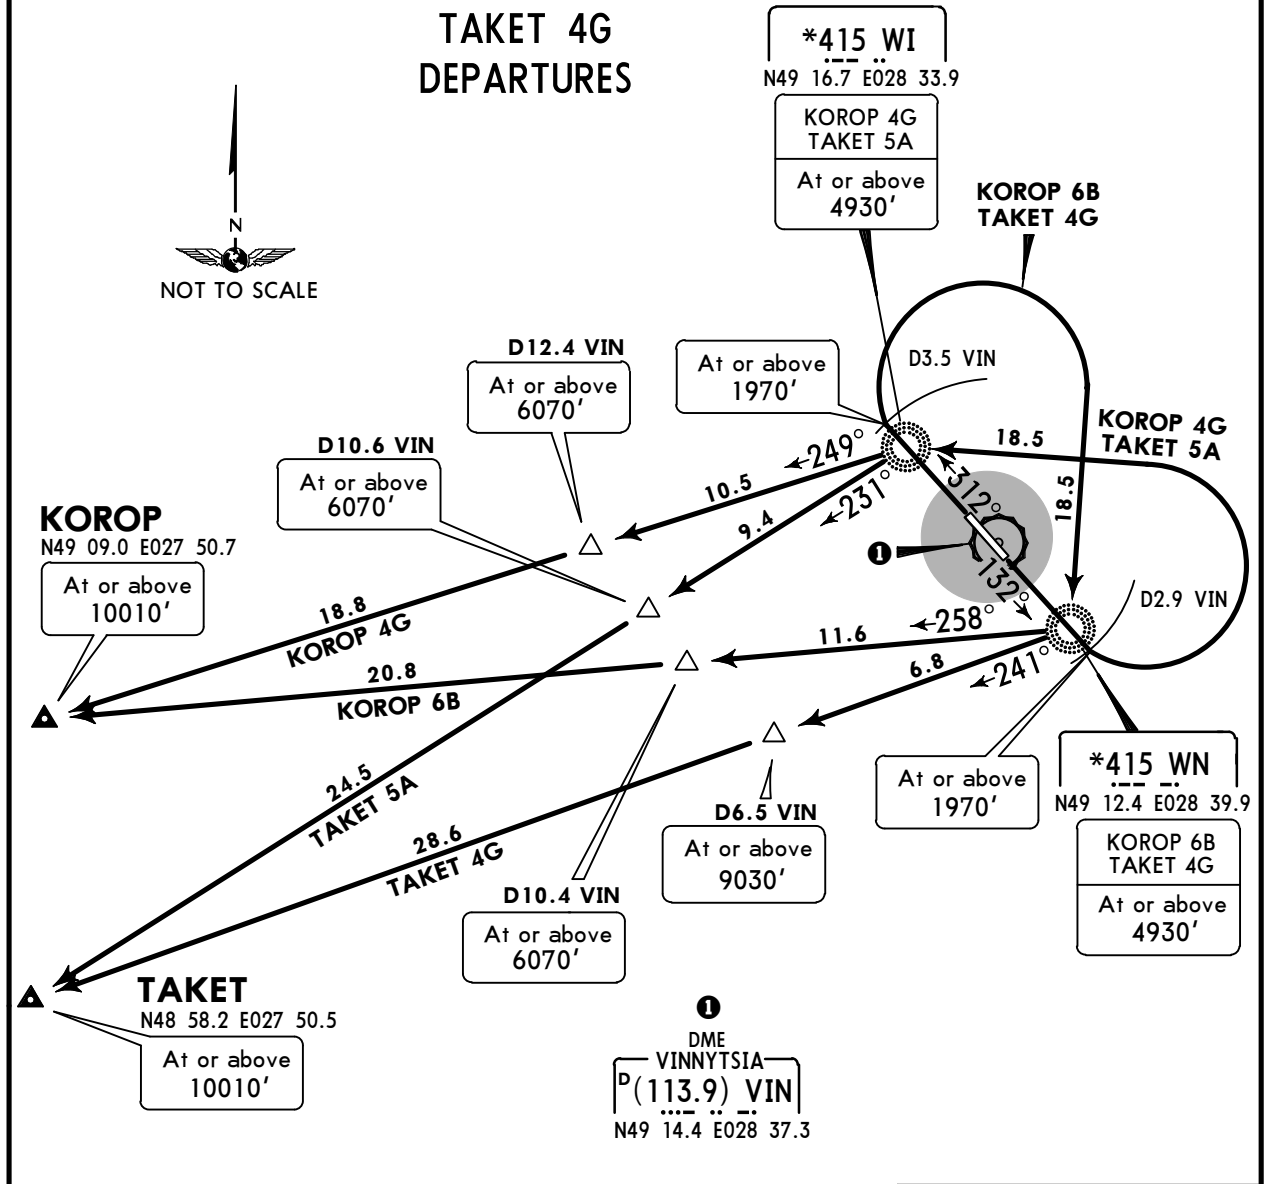 TAKET 4G
DEPARTURES
*415 WI
N49 16.7 E028 33.9
KOROP 4G
TAKET 5A
At or above
4930'
KOROP 6B
TAKET 4G
N
NOT TO SCALE
D12.4 VIN
At or above
6070'
At or above
1970'
D3.5 VIN
KOROP 4G
TAKET 5A
18.5
D10.6 VIN
At or above
6070'
249°
231°
10.5
9.4
312°
18.5
KOROP
N49 09.0 E027 50.7
At or above
10010'
1
132°
D2.9 VIN
18.8
KOROP 4G
258°
11.6
241°
6.8
20.8
KOROP 6B
24.5
TAKET 5A
28.6
TAKET 4G
D6.5 VIN
At or above
9030'
At or above
1970'
*415 WN
N49 12.4 E028 39.9
KOROP 6B
TAKET 4G
At or above
4930'
D10.4 VIN
At or above
6070'
TAKET
N48 58.2 E027 50.5
At or above
10010'
1
DME
VINNYTSIA
D (113.9) VIN
N49 14.4 E028 37.3